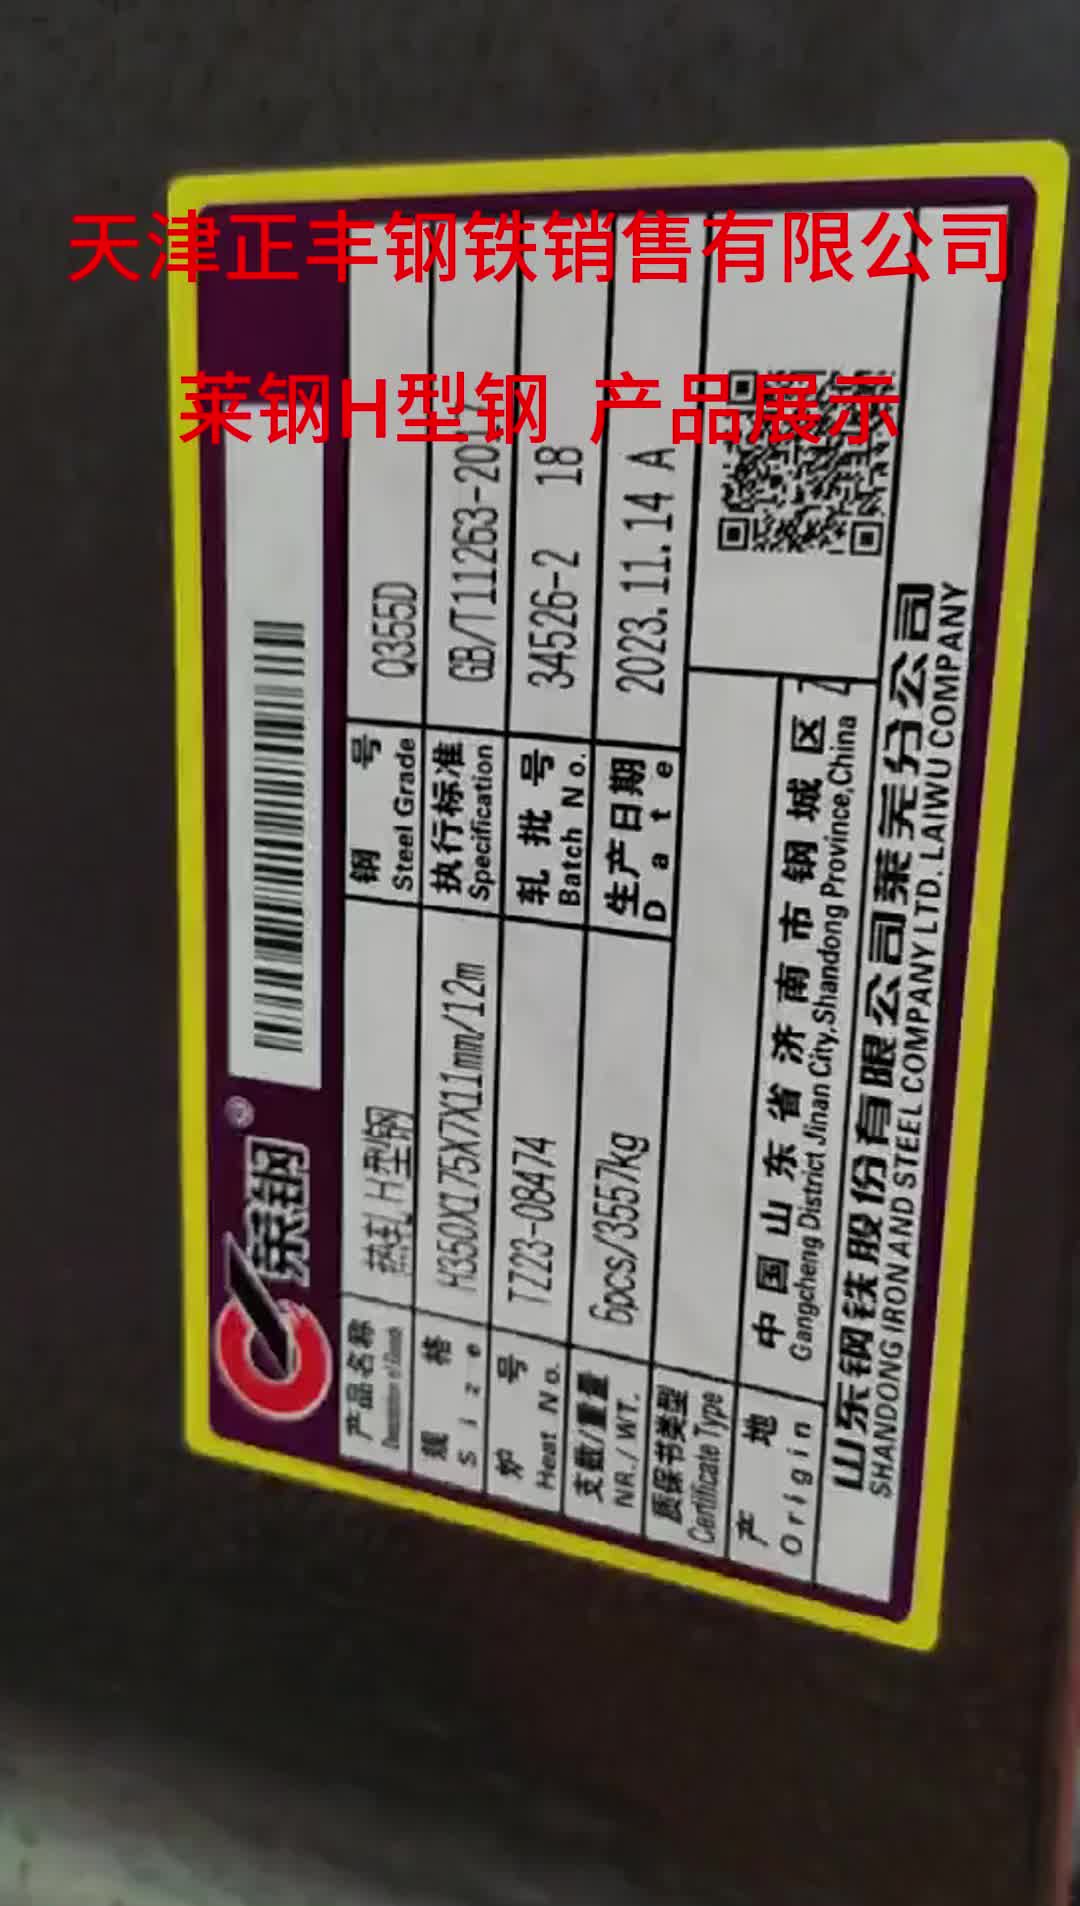 天津正丰钢铁销售有限公司
莱钢H型钢 产品展示
莱钢®
产品名称 热轧H型钢 钢号 Q355D
Steel Grade
规格 H350X175X7X11mm/12m 执行标准 GB/T11263-2017
Size Specification
炉号 TZ23-08474 轧批号 34526-2 18
Heat No. Batch No.
支数/重量 6pcs/3557kg 生产日期 2023.11.14 A
NR./WT. Date
质保书类型
Certificate Type
产地 中国山东省济南市钢城区
Origin Gangcheng District Jinan City,Shandong Province,China
山东钢铁股份有限公司莱芜分公司
SHANDONG IRON AND STEEL COMPANY LTD. LAIWU COMPANY